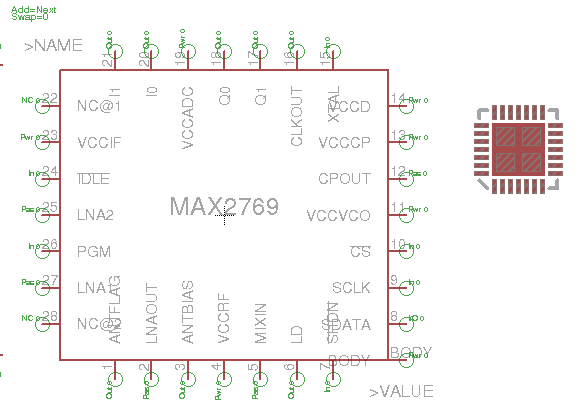 Add=Next
Swap=0
>NAME
Out 0
Out 0
Pwr 0
Out 0
Out 0
Out 0
In 0
21
20
19
18
17
16
15
I1
I0
VCCADC
Q0
Q1
CLKOUT
XTAL
NC 0 22 NC@1
VCCD 14 Pwr 0
Pwr 0 23 VCCIF
VCCCP 13 Pwr 0
In 0 24 IDLE
CPOUT 12 Pas 0
MAX2769
Pas 0 25 LNA2
VCCVCO 11 Pwr 0
In 0 26 PGM
CS 10 In 0
Pas 0 27 LNA1
SCLK 9 In 0
NC 0 28
SDATA 8 I/O 0
BODY Pwr 0
BODY
ANTFLAG
LNAOUT
ANTBIAS
VCCRF
MIXIN
LD
1
2
3
4
5
6
7
Out 0
Pas 0
Out 0
Pwr 0
Pas 0
Out 0
In 0
>VALUE